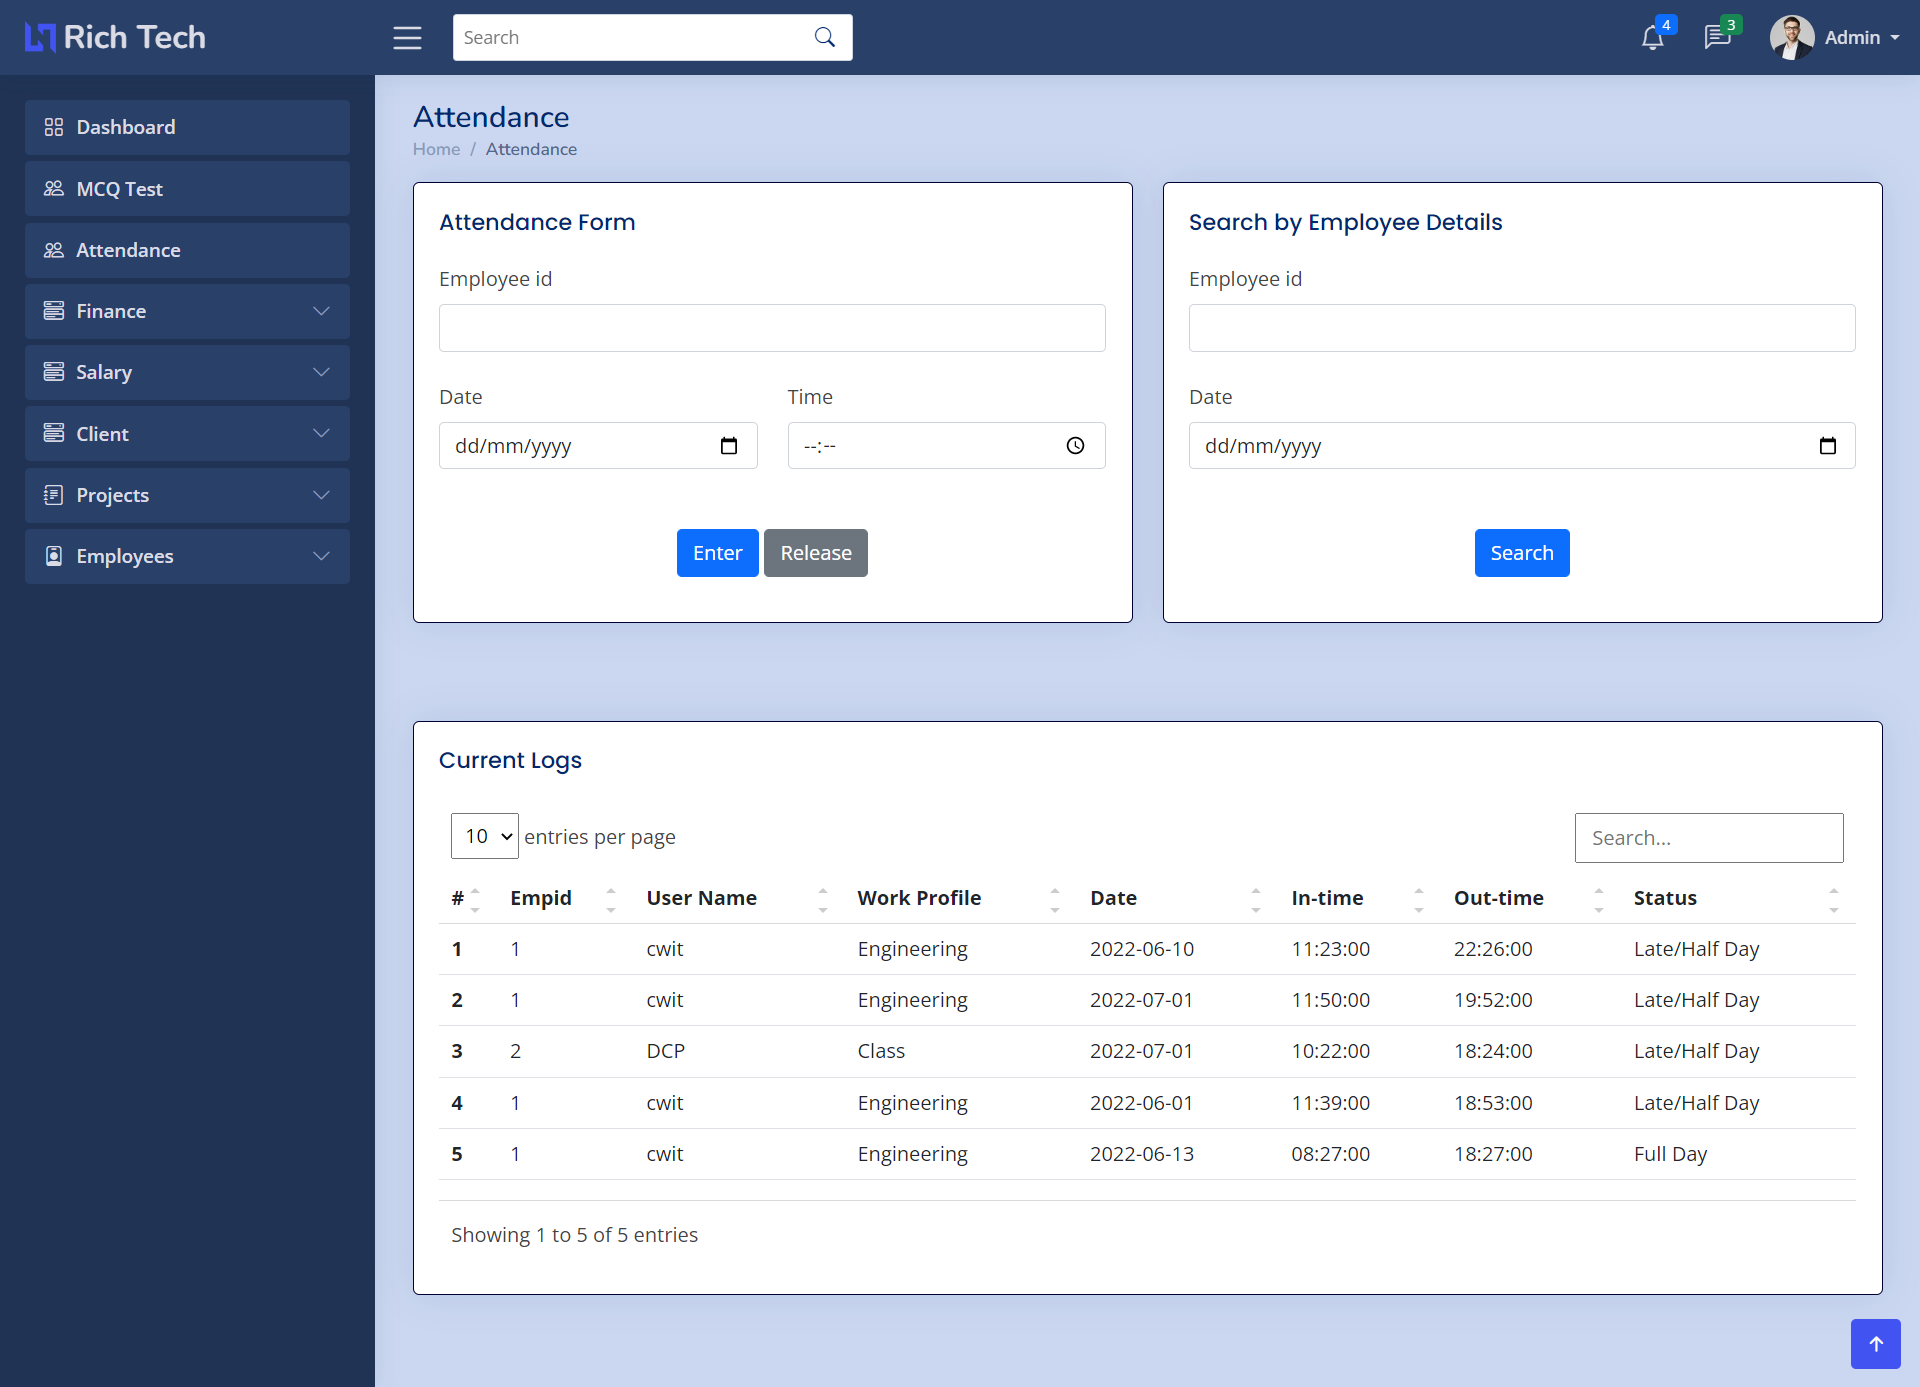 Rich Tech
Search
4
3
Admin
Dashboard
MCQ Test
Attendance
Finance
Salary
Client
Projects
Employees
Attendance
Home / Attendance
Attendance Form
Employee id
Date
Time
dd/mm/yyyy
--:--
Enter
Release
Search by Employee Details
Employee id
Date
dd/mm/yyyy
Search
Current Logs
10 entries per page
Search...
# Empid User Name Work Profile Date In-time Out-time Status
1 1 cwit Engineering 2022-06-10 11:23:00 22:26:00 Late/Half Day
2 1 cwit Engineering 2022-07-01 11:50:00 19:52:00 Late/Half Day
3 2 DCP Class 2022-07-01 10:22:00 18:24:00 Late/Half Day
4 1 cwit Engineering 2022-06-01 11:39:00 18:53:00 Late/Half Day
5 1 cwit Engineering 2022-06-13 08:27:00 18:27:00 Full Day
Showing 1 to 5 of 5 entries